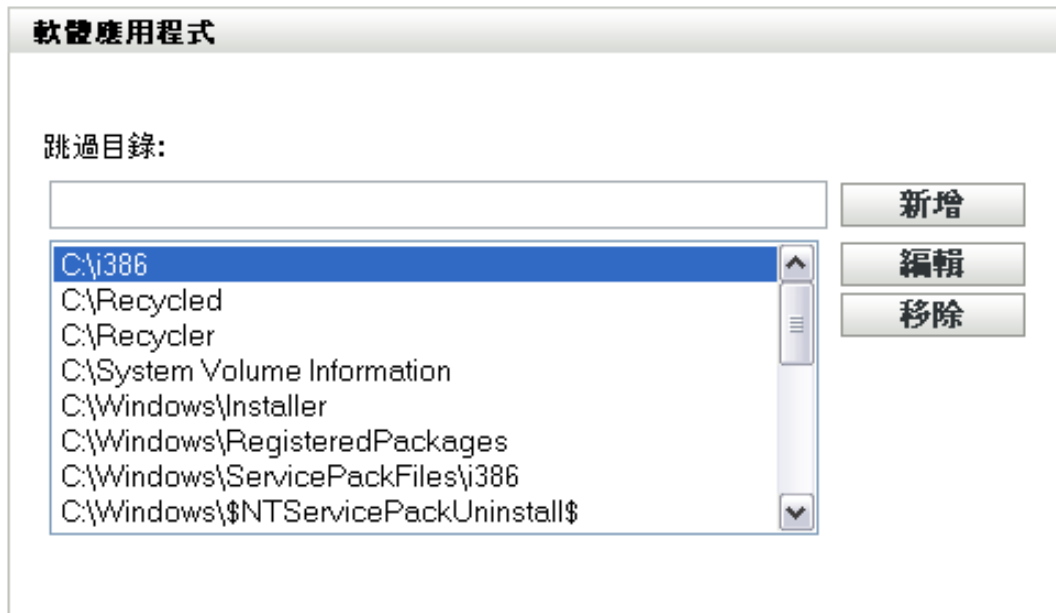 軟體應用程式
跳過目錄:
新增
C:\i386
編輯
C:\Recycled
移除
C:\Recycler
C:\System Volume Information
C:\Windows\Installer
C:\Windows\RegisteredPackages
C:\Windows\ServicePackFiles\i386
C:\Windows\$NTServicePackUninstall$